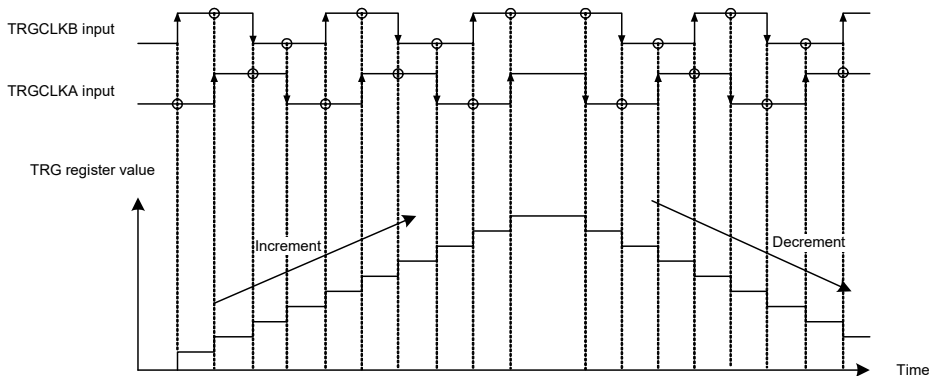 TRGCLKB input
TRGCLKA input
TRG register value
Increment
Decrement
Time